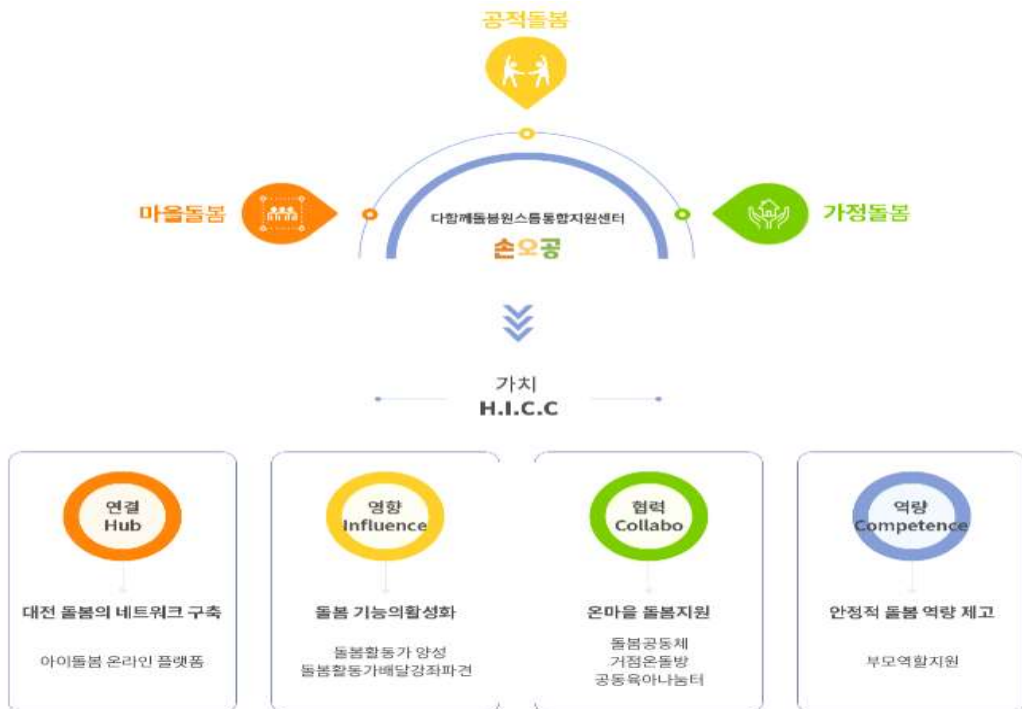 공적돌봄
마을돌봄
가정돌봄
다함께돌봄원스톱통합지원센터
손오공
가치
H.I.C.C
연결
Hub
대전 돌봄의 네트워크 구축
아이돌봄 온라인 플랫폼
영향
Influence
돌봄 기능의활성화
돌봄활동가 양성
돌봄활동가배달강좌파견
협력
Collabo
온마을 돌봄지원
돌봄공동체
거점온돌방
공동육아나눔터
역량
Competence
안정적 돌봄 역량 제고
부모역할지원